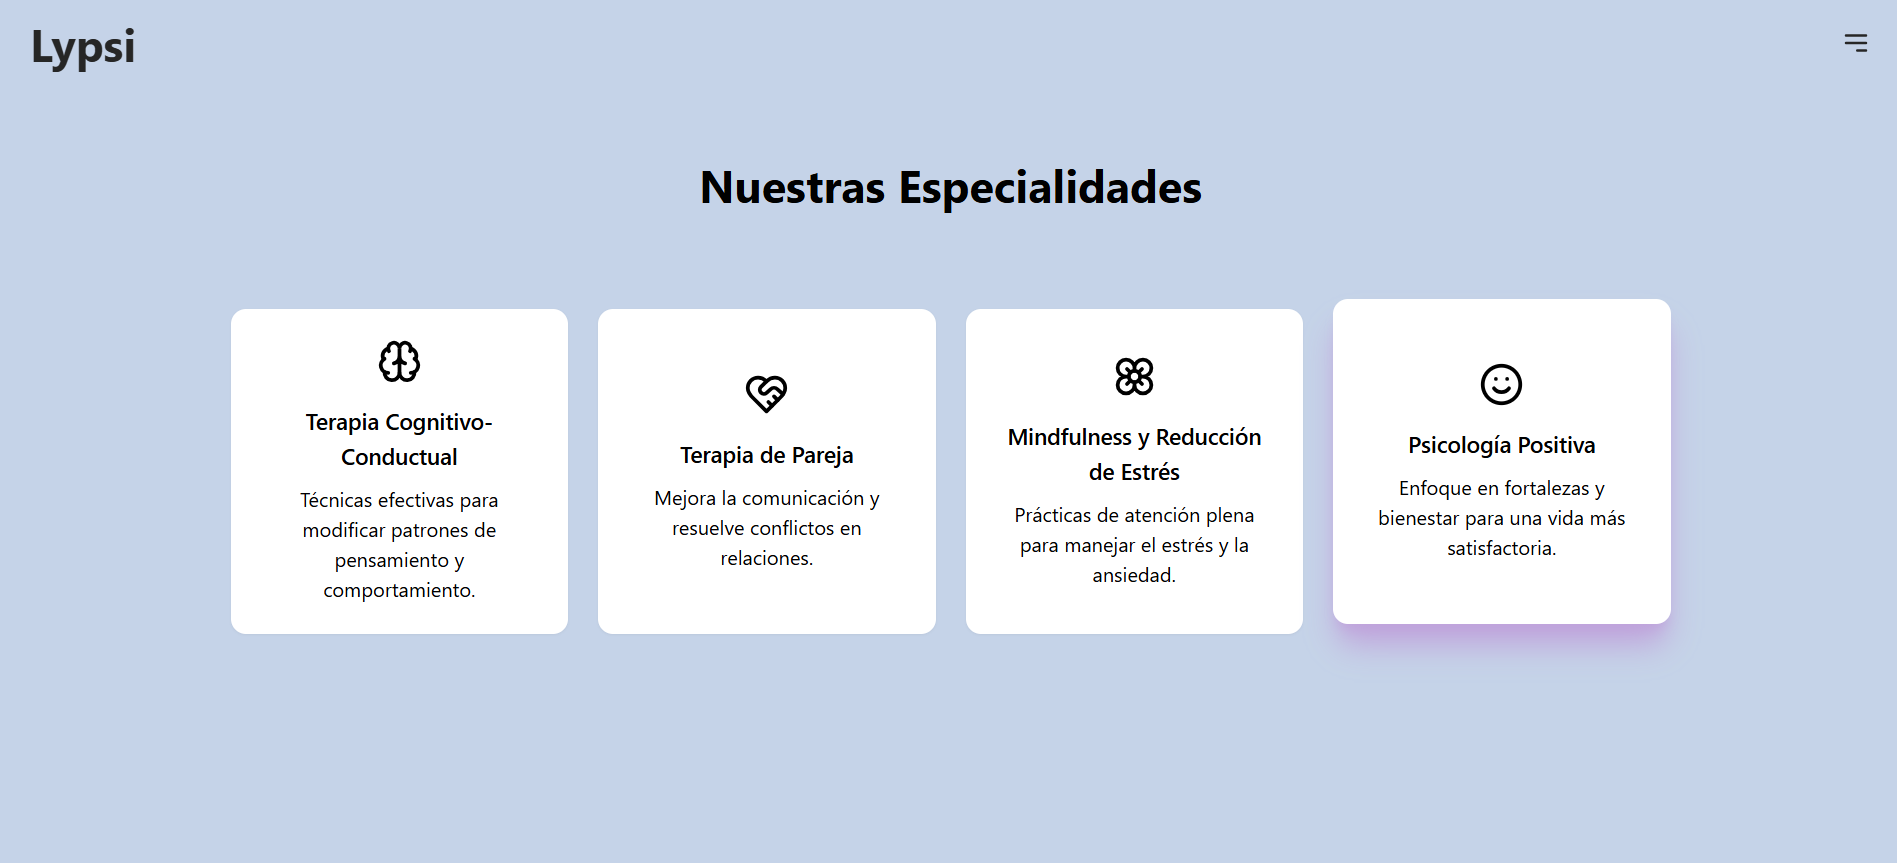 Lypsi
Nuestras Especialidades
Terapia Cognitivo-
Conductual
Técnicas efectivas para
modificar patrones de
pensamiento y
comportamiento.
Terapia de Pareja
Mejora la comunicación y
resuelve conflictos en
relaciones.
Mindfulness y Reducción
de Estrés
Prácticas de atención plena
para manejar el estrés y la
ansiedad.
Psicología Positiva
Enfoque en fortalezas y
bienestar para una vida más
satisfactoria.